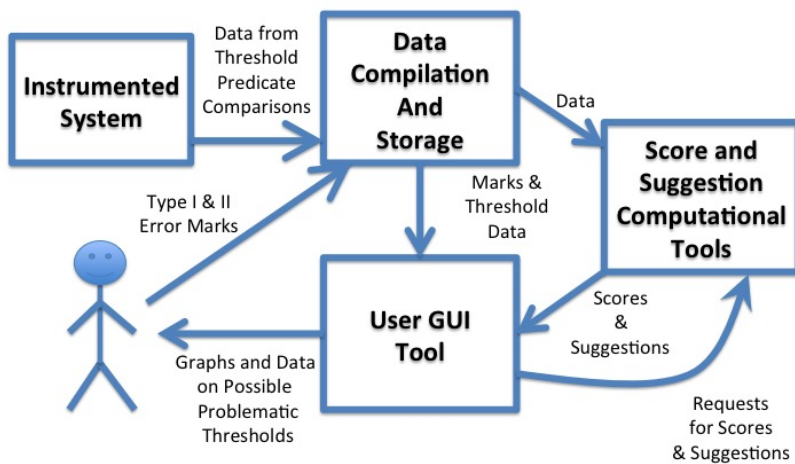 Instrumented
System
Data from
Threshold
Predicate
Comparisons
Data
Compilation
And
Storage
Data
Score and
Suggestion
Computational
Tools
Type I & II
Error Marks
Marks &
Threshold
Data
User GUI
Tool
Scores
&
Suggestions
Graphs and Data
on Possible
Problematic
Thresholds
Requests
for Scores
& Suggestions